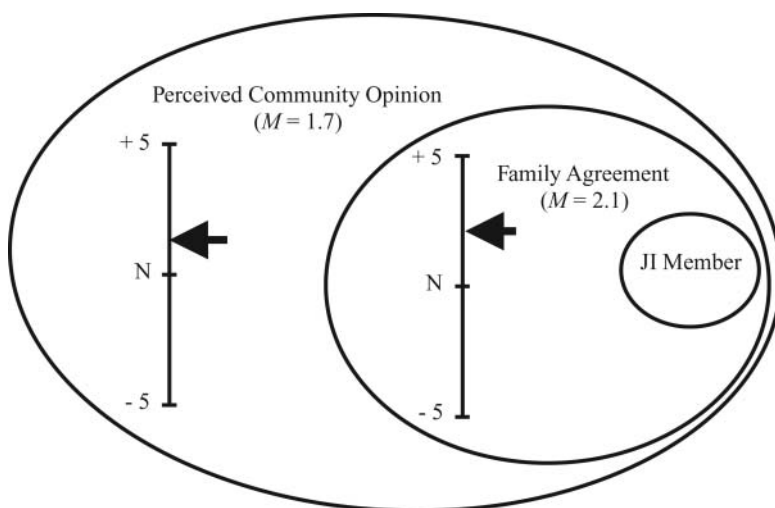 Perceived Community Opinion
(M = 1.7)
+ 5
N
- 5
+ 5
Family Agreement
(M = 2.1)
N
- 5
JI Member